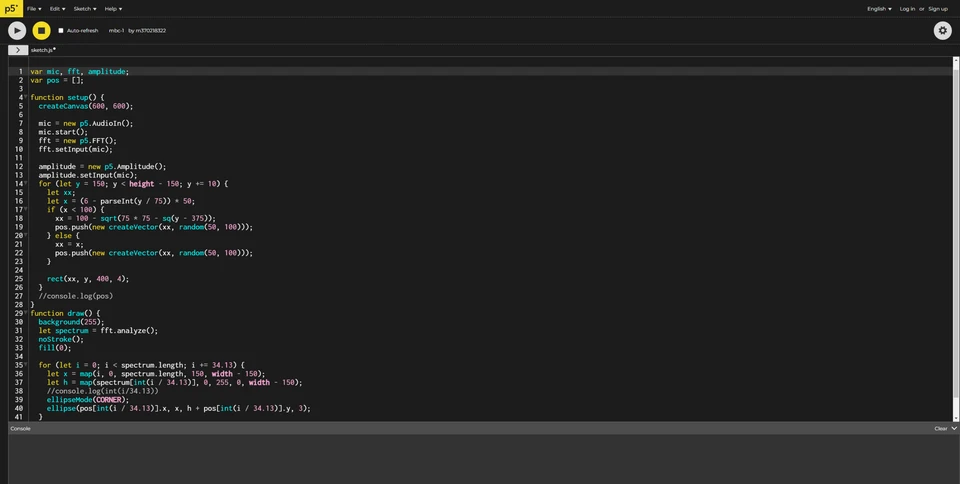 p5*
File Edit Sketch Help English Log in or Sign up
Auto-refresh mbc-1 by m370218322
sketch.js
1 var mic, fft, amplitude;
2 var pos = [];
3
4 function setup() {
5 createCanvas(600, 600);
6
7 mic = new p5.AudioIn();
8 mic.start();
9 fft = new p5.FFT();
10 fft.setInput(mic);
11
12 amplitude = new p5.Amplitude();
13 amplitude.setInput(mic);
14 for (let y = 150; y < height - 150; y += 10) {
15 let xx;
16 let x = (6 - parseInt(y / 75)) * 50;
17 if (x < 100) {
18 xx = 100 - sqrt(75 * 75 - sq(y - 375));
19 pos.push(new createVector(xx, random(50, 100)));
20 } else {
21 xx = x;
22 pos.push(new createVector(xx, random(50, 100)));
23 }
24
25 rect(xx, y, 400, 4);
26 }
27 //console.log(pos)
28 }
29 function draw() {
30 background(255);
31 let spectrum = fft.analyze();
32 noStroke();
33 fill(0);
34
35 for (let i = 0; i < spectrum.length; i += 34.13) {
36 let x = map(i, 0, spectrum.length, 150, width - 150);
37 let h = map(spectrum[int(i / 34.13)], 0, 255, 0, width - 150);
38 //console.log(int(i/34.13))
39 ellipseMode(CORNER);
40 ellipse(pos[int(i / 34.13)].x, x, h + pos[int(i / 34.13)].y, 3);
41 }
Console Clear